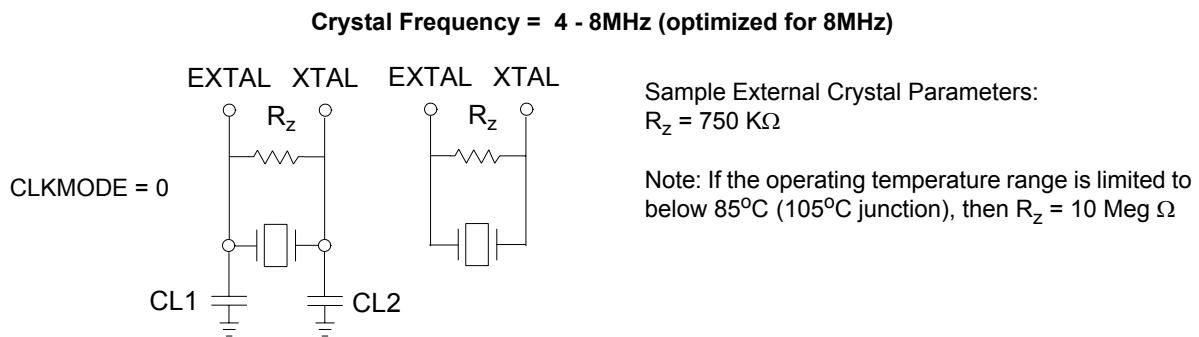 Crystal Frequency = 4 - 8MHz (optimized for 8MHz)
EXTAL XTAL EXTAL XTAL
Rz Rz
CLKMODE = 0
CL1 CL2
Sample External Crystal Parameters:
Rz = 750 KΩ
Note: If the operating temperature range is limited to
below 85oC (105oC junction), then Rz = 10 Meg Ω